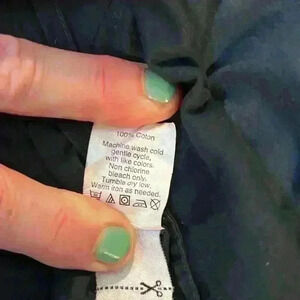 100% Cotton
Machine wash cold
gentle cycle,
with like colors.
Non chlorine
bleach only.
Tumble dry low.
Warm iron as needed.